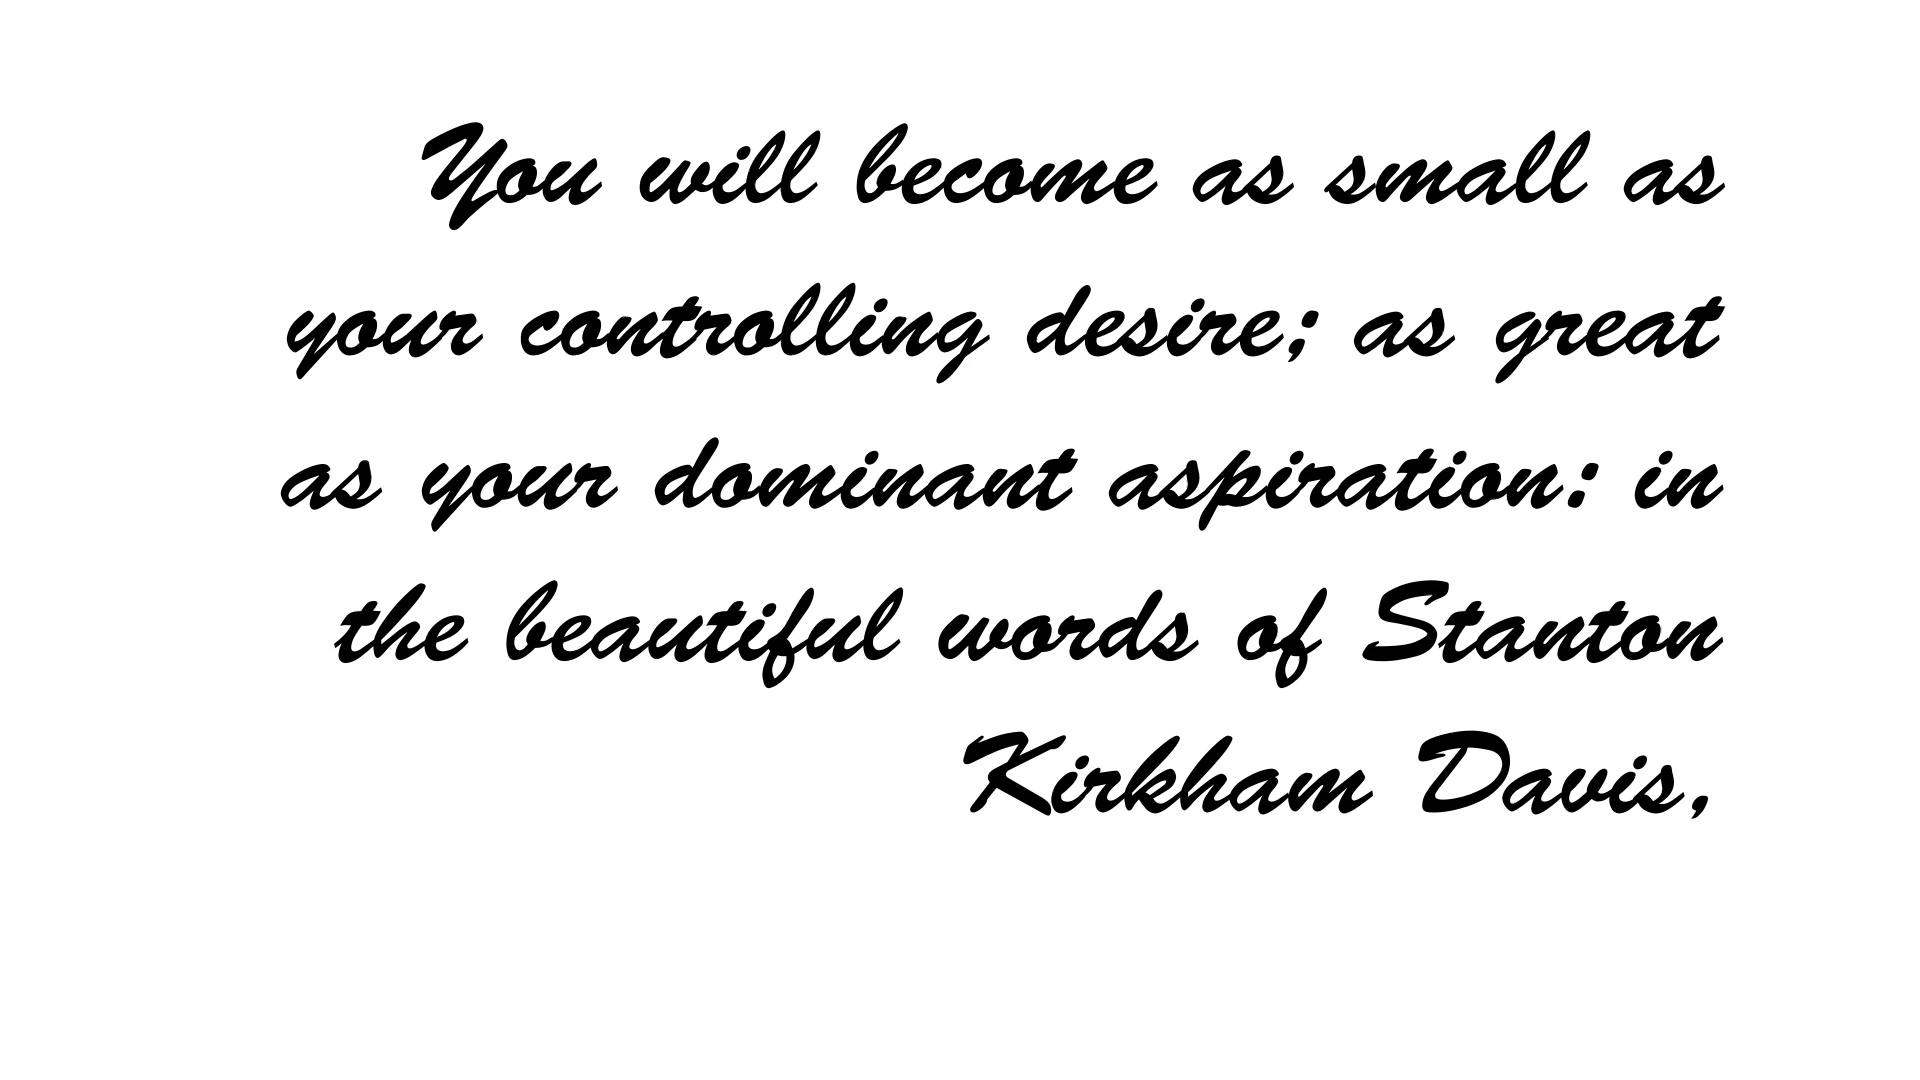 You will become as small as
your controlling desire; as great
as your dominant aspiration: in
the beautiful words of Stanton
Kirkham Davis,